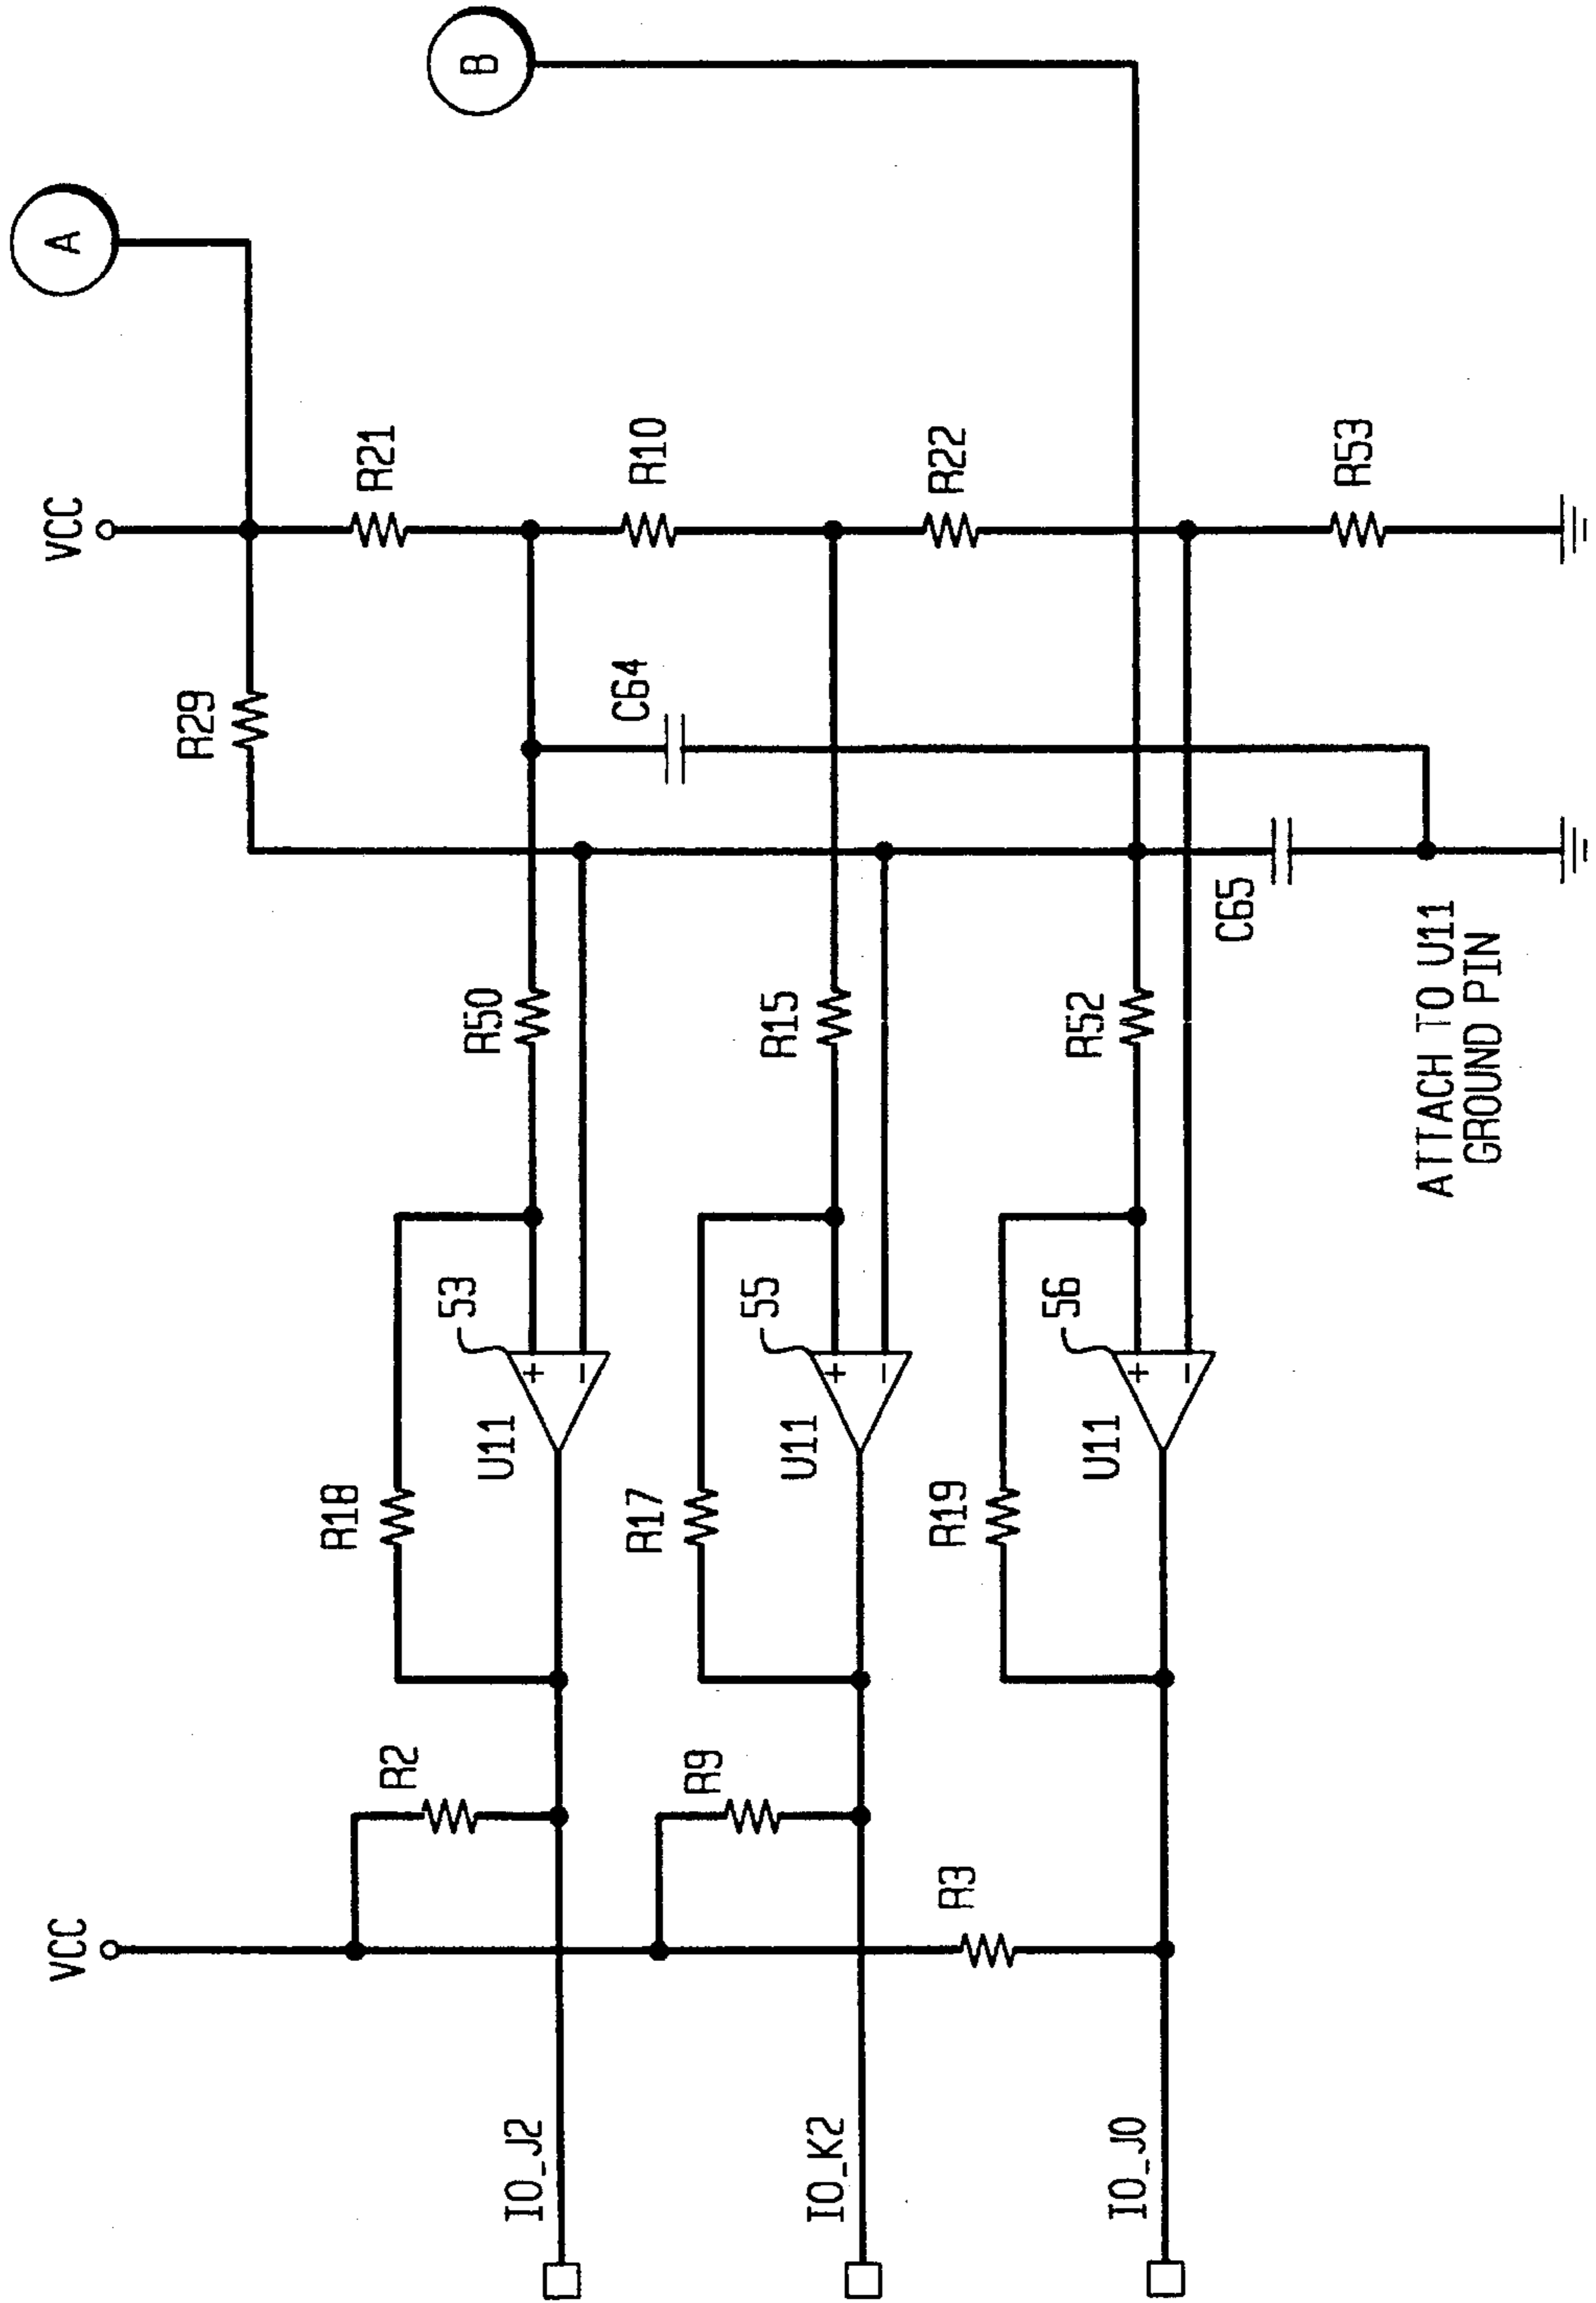 A
B
VCC
R21
R10
R22
R53
R29
C64
C65
R50
R15
R52
ATTACH TO U11
GROUND PIN
53
55
56
+
-
+
-
+
-
U11
U11
U11
R18
R17
R19
R2
R9
R3
VCC
IO_J2
IO_K2
IO_J0